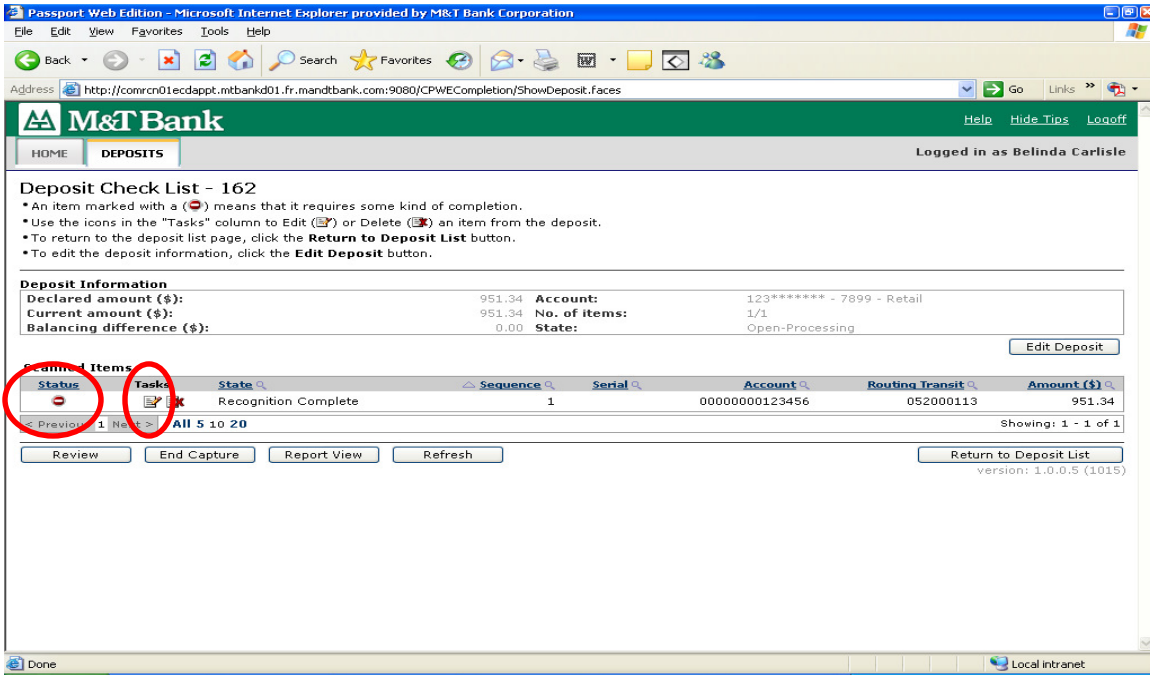 Passport Web Edition - Microsoft Internet Explorer provided by M&T Bank Corporation
File Edit View Favorites Tools Help
Back Search Favorites
Address http://comrcn01ecdappt.mtbankd01.fr.mandtbank.com:9080/CPWECompletion/ShowDeposit.faces Go Links »
M&T Bank Help Hide Tips Logoff
HOME DEPOSITS Logged in as Belinda Carlisle
Deposit Check List - 162
• An item marked with a ( ) means that it requires some kind of completion.
• Use the icons in the "Tasks" column to Edit ( ) or Delete ( ) an item from the deposit.
• To return to the deposit list page, click the Return to Deposit List button.
• To edit the deposit information, click the Edit Deposit button.
Deposit Information
Declared amount ($): 951.34 Account: 123******* - 7899 - Retail
Current amount ($): 951.34 No. of items: 1/1
Balancing difference ($): 0.00 State: Open-Processing
Edit Deposit
Scanned Items
Status Tasks State Sequence Serial Account Routing Transit Amount ($)
Recognition Complete 1 00000000123456 052000113 951.34
< Previous 1 Next > All 5 10 20 Showing: 1 - 1 of 1
Review End Capture Report View Refresh Return to Deposit List
version: 1.0.0.5 (1015)
Done Local intranet